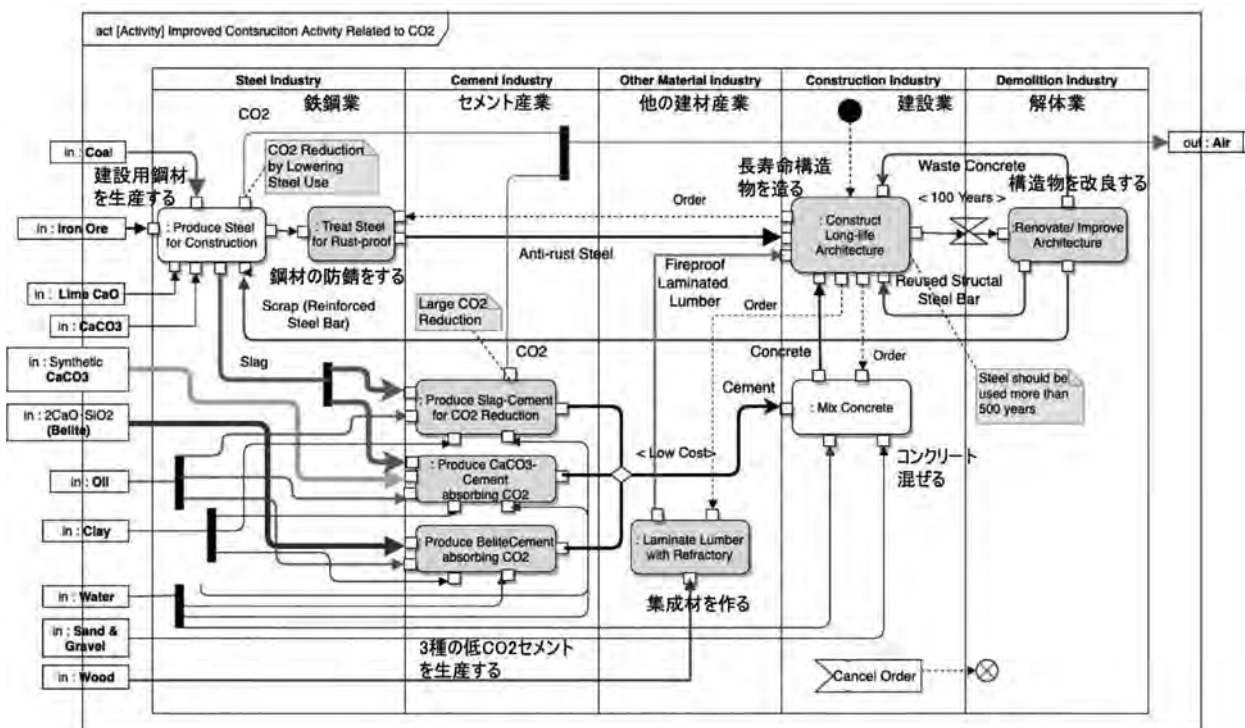 act [Activity] Improved Contsruciton Activity Related to CO2
Steel Industry
Cement Industry
Other Material Industry
Construction Industry
Demolition Industry
鉄鋼業
セメント産業
他の建材産業
建設業
解体業
CO2
in : Coal
建設用鋼材
を生産する
in : Iron Ore
in : Lime CaO
in : CaCO3
in : Synthetic
CaCO3
in : 2CaO·SiO2
(Belite)
in : Oil
in : Clay
in : Water
in : Sand &
Gravel
in : Wood
out : Air
CO2 Reduction
by Lowering
Steel Use
: Produce Steel
for Construction
: Treat Steel
for Rust-proof
鋼材の防錆をする
Order
Anti-rust Steel
長寿命構造
物を造る
: Construct
Long-life
Architecture
Waste Concrete
構造物を改良する
< 100 Years >
:Renovate/ Improve
Architecture
Scrap (Reinforced
Steel Bar)
Fireproof
Laminated
Lumber
Reused Structal
Steel Bar
Large CO2
Reduction
CO2
Slag
Order
Order
Concrete
Cement
Steel should be
used more than
500 years
: Produce Slag-Cement
for CO2 Reduction
: Mix Concrete
< Low Cost>
コンクリート
混ぜる
: Produce CaCO3-
Cement
absorbing CO2
: Produce BeliteCement
absorbing CO2
: Laminate Lumber
with Refractory
集成材を作る
3種の低CO2セメント
を生産する
Cancel Order